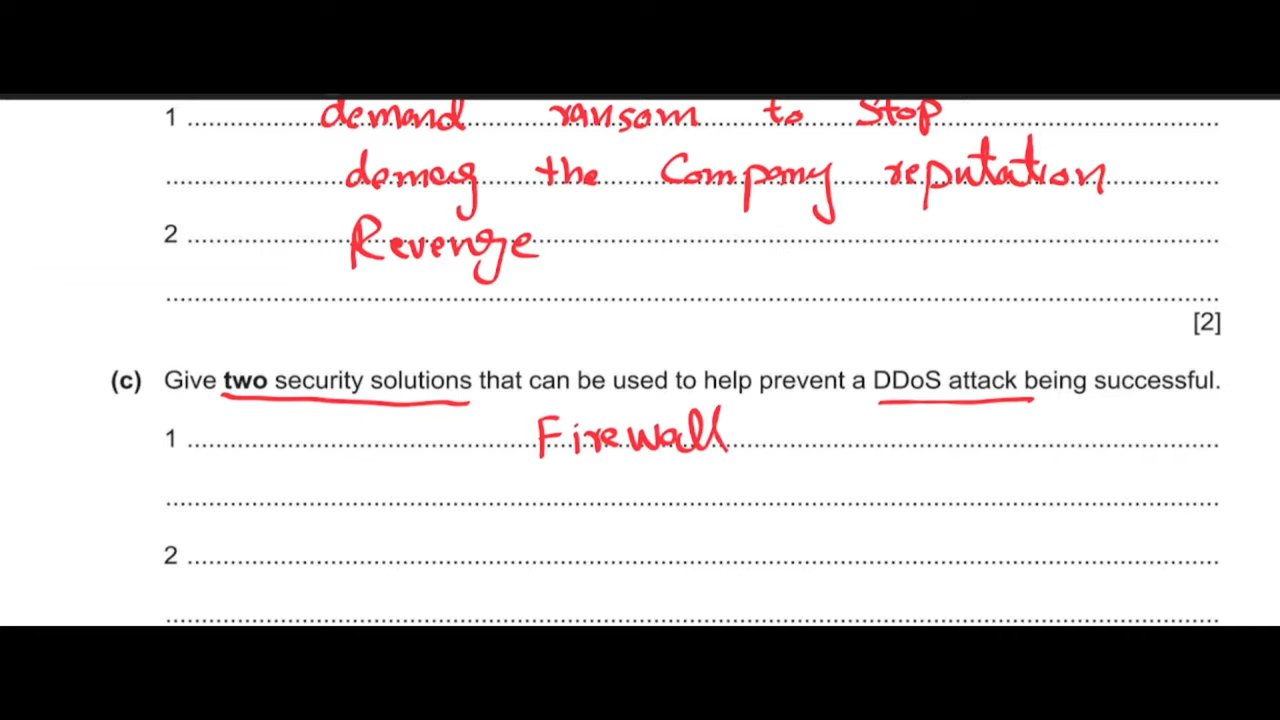 1 demand ransom to stop
damag the Company reputation
2 Revenge
[2]
(c) Give two security solutions that can be used to help prevent a DDoS attack being successful.
1 Firewall
2